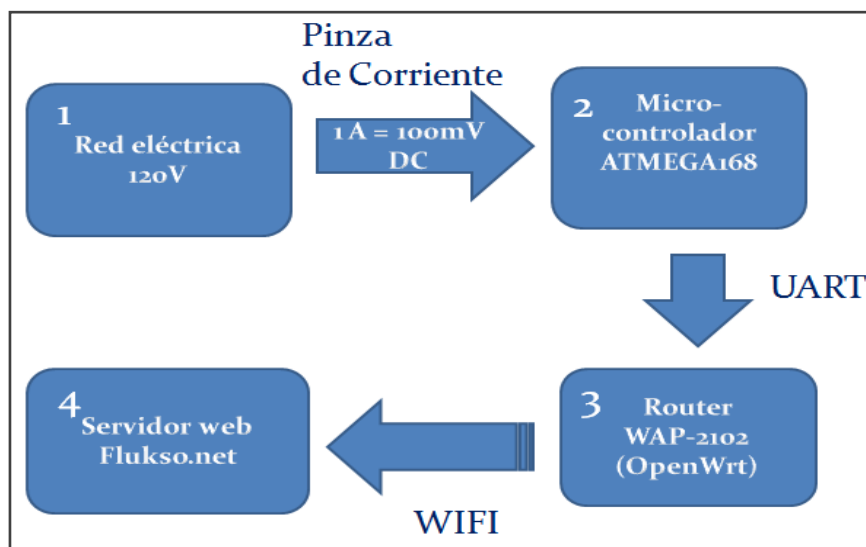 Pinza
de Corriente
1
Red eléctrica
120V
1 A = 100mV
DC
2
Micro-
controlador
ATMEGA168
UART
3
Router
WAP-2102
(OpenWrt)
WIFI
4
Servidor web
Flukso.net